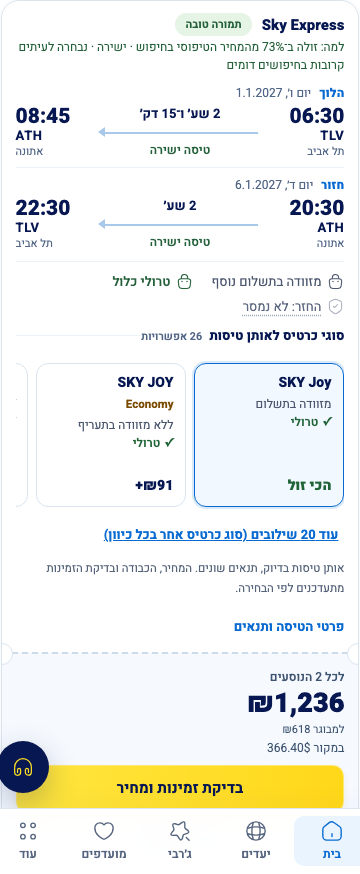 Sky Express תמורה טובה
למה: זולה ב־73% מהמחיר הטיפוסי בחיפוש · ישירה · נבחרה לעיתים
קרובות בחיפושים דומים
הלוך יום ו׳, 1.1.2027
06:30 2 שע׳ ו־15 דק׳ 08:45
TLV ATH
תל אביב טיסה ישירה אתונה
חזור יום ד׳, 6.1.2027
20:30 2 שע׳ 22:30
ATH TLV
אתונה טיסה ישירה תל אביב
מזוודה בתשלום נוסף טרולי כלול
החזר: לא נמסר
סוגי כרטיס לאותן טיסות 26 אפשרויות
SKY Joy
מזוודה בתשלום
✓ טרולי
הכי זול
SKY JOY
Economy
ללא מזוודה בתעריף
✓ טרולי
+₪91
עוד 20 שילובים (סוג כרטיס אחר בכל כיוון)
אותן טיסות בדיוק, תנאים שונים. המחיר, הכבודה ובדיקת הזמינות
מתעדכנים לפי הבחירה.
פרטי הטיסה ותנאים
לכל 2 הנוסעים
₪1,236
למבוגר ₪618
במקור 366.40$
בדיקת זמינות ומחיר
בית יעדים ג׳רבי מועדפים עוד